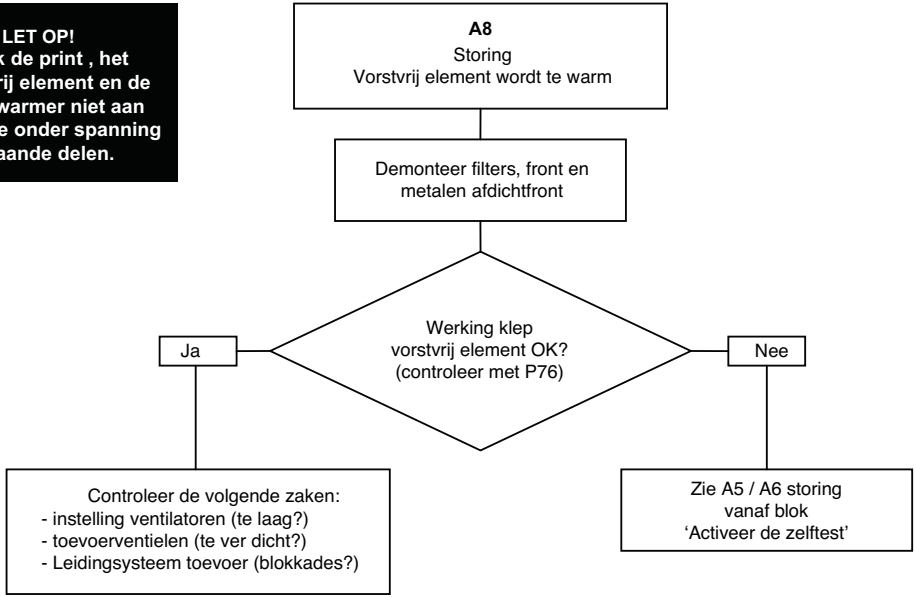 LET OP!
de print , het
element en de
niet aan
onder spanning
delen.
A8
Storing
Vorstvrij element wordt te warm
Demonteer filters, front en
metalen afdichtfront
Werking klep
vorstvrij element OK?
(controleer met P76)
Ja
Nee
Controleer de volgende zaken:
- instelling ventilatoren (te laag?)
- toevoerventielen (te ver dicht?)
- Leidingsysteem toevoer (blokkades?)
Zie A5 / A6 storing
vanaf blok
‘Activeer de zelftest’